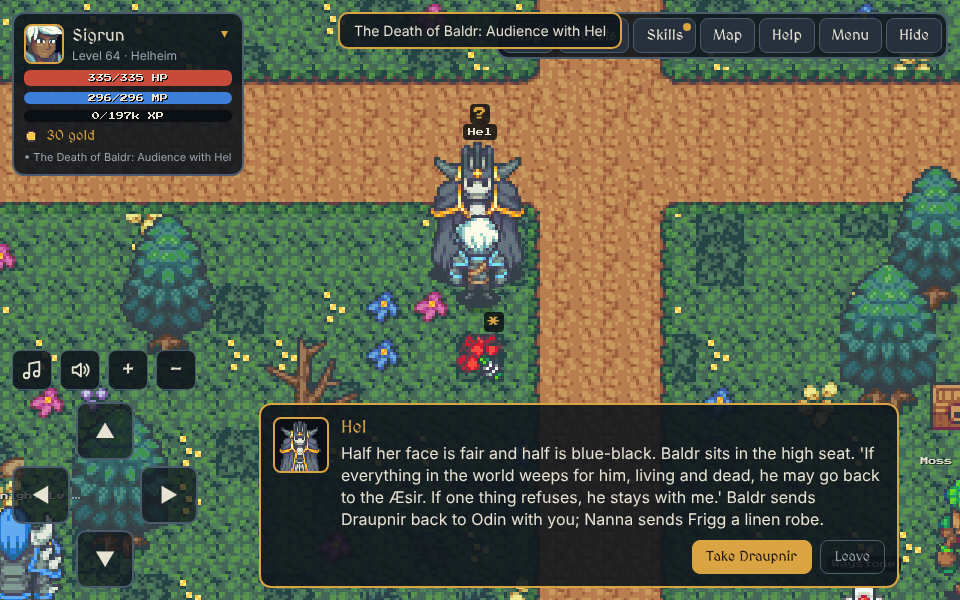 Sigrun
Level 64 · Helheim
335/335 HP
296/296 MP
0/197k XP
30 gold
• The Death of Baldr: Audience with Hel
The Death of Baldr: Audience with Hel
Skills
Map
Help
Menu
Hide
?
Hel
*
+
−
Moss
Hel
Half her face is fair and half is blue-black. Baldr sits in the high seat. 'If
everything in the world weeps for him, living and dead, he may go back
to the Æsir. If one thing refuses, he stays with me.' Baldr sends
Draupnir back to Odin with you; Nanna sends Frigg a linen robe.
Take Draupnir
Leave